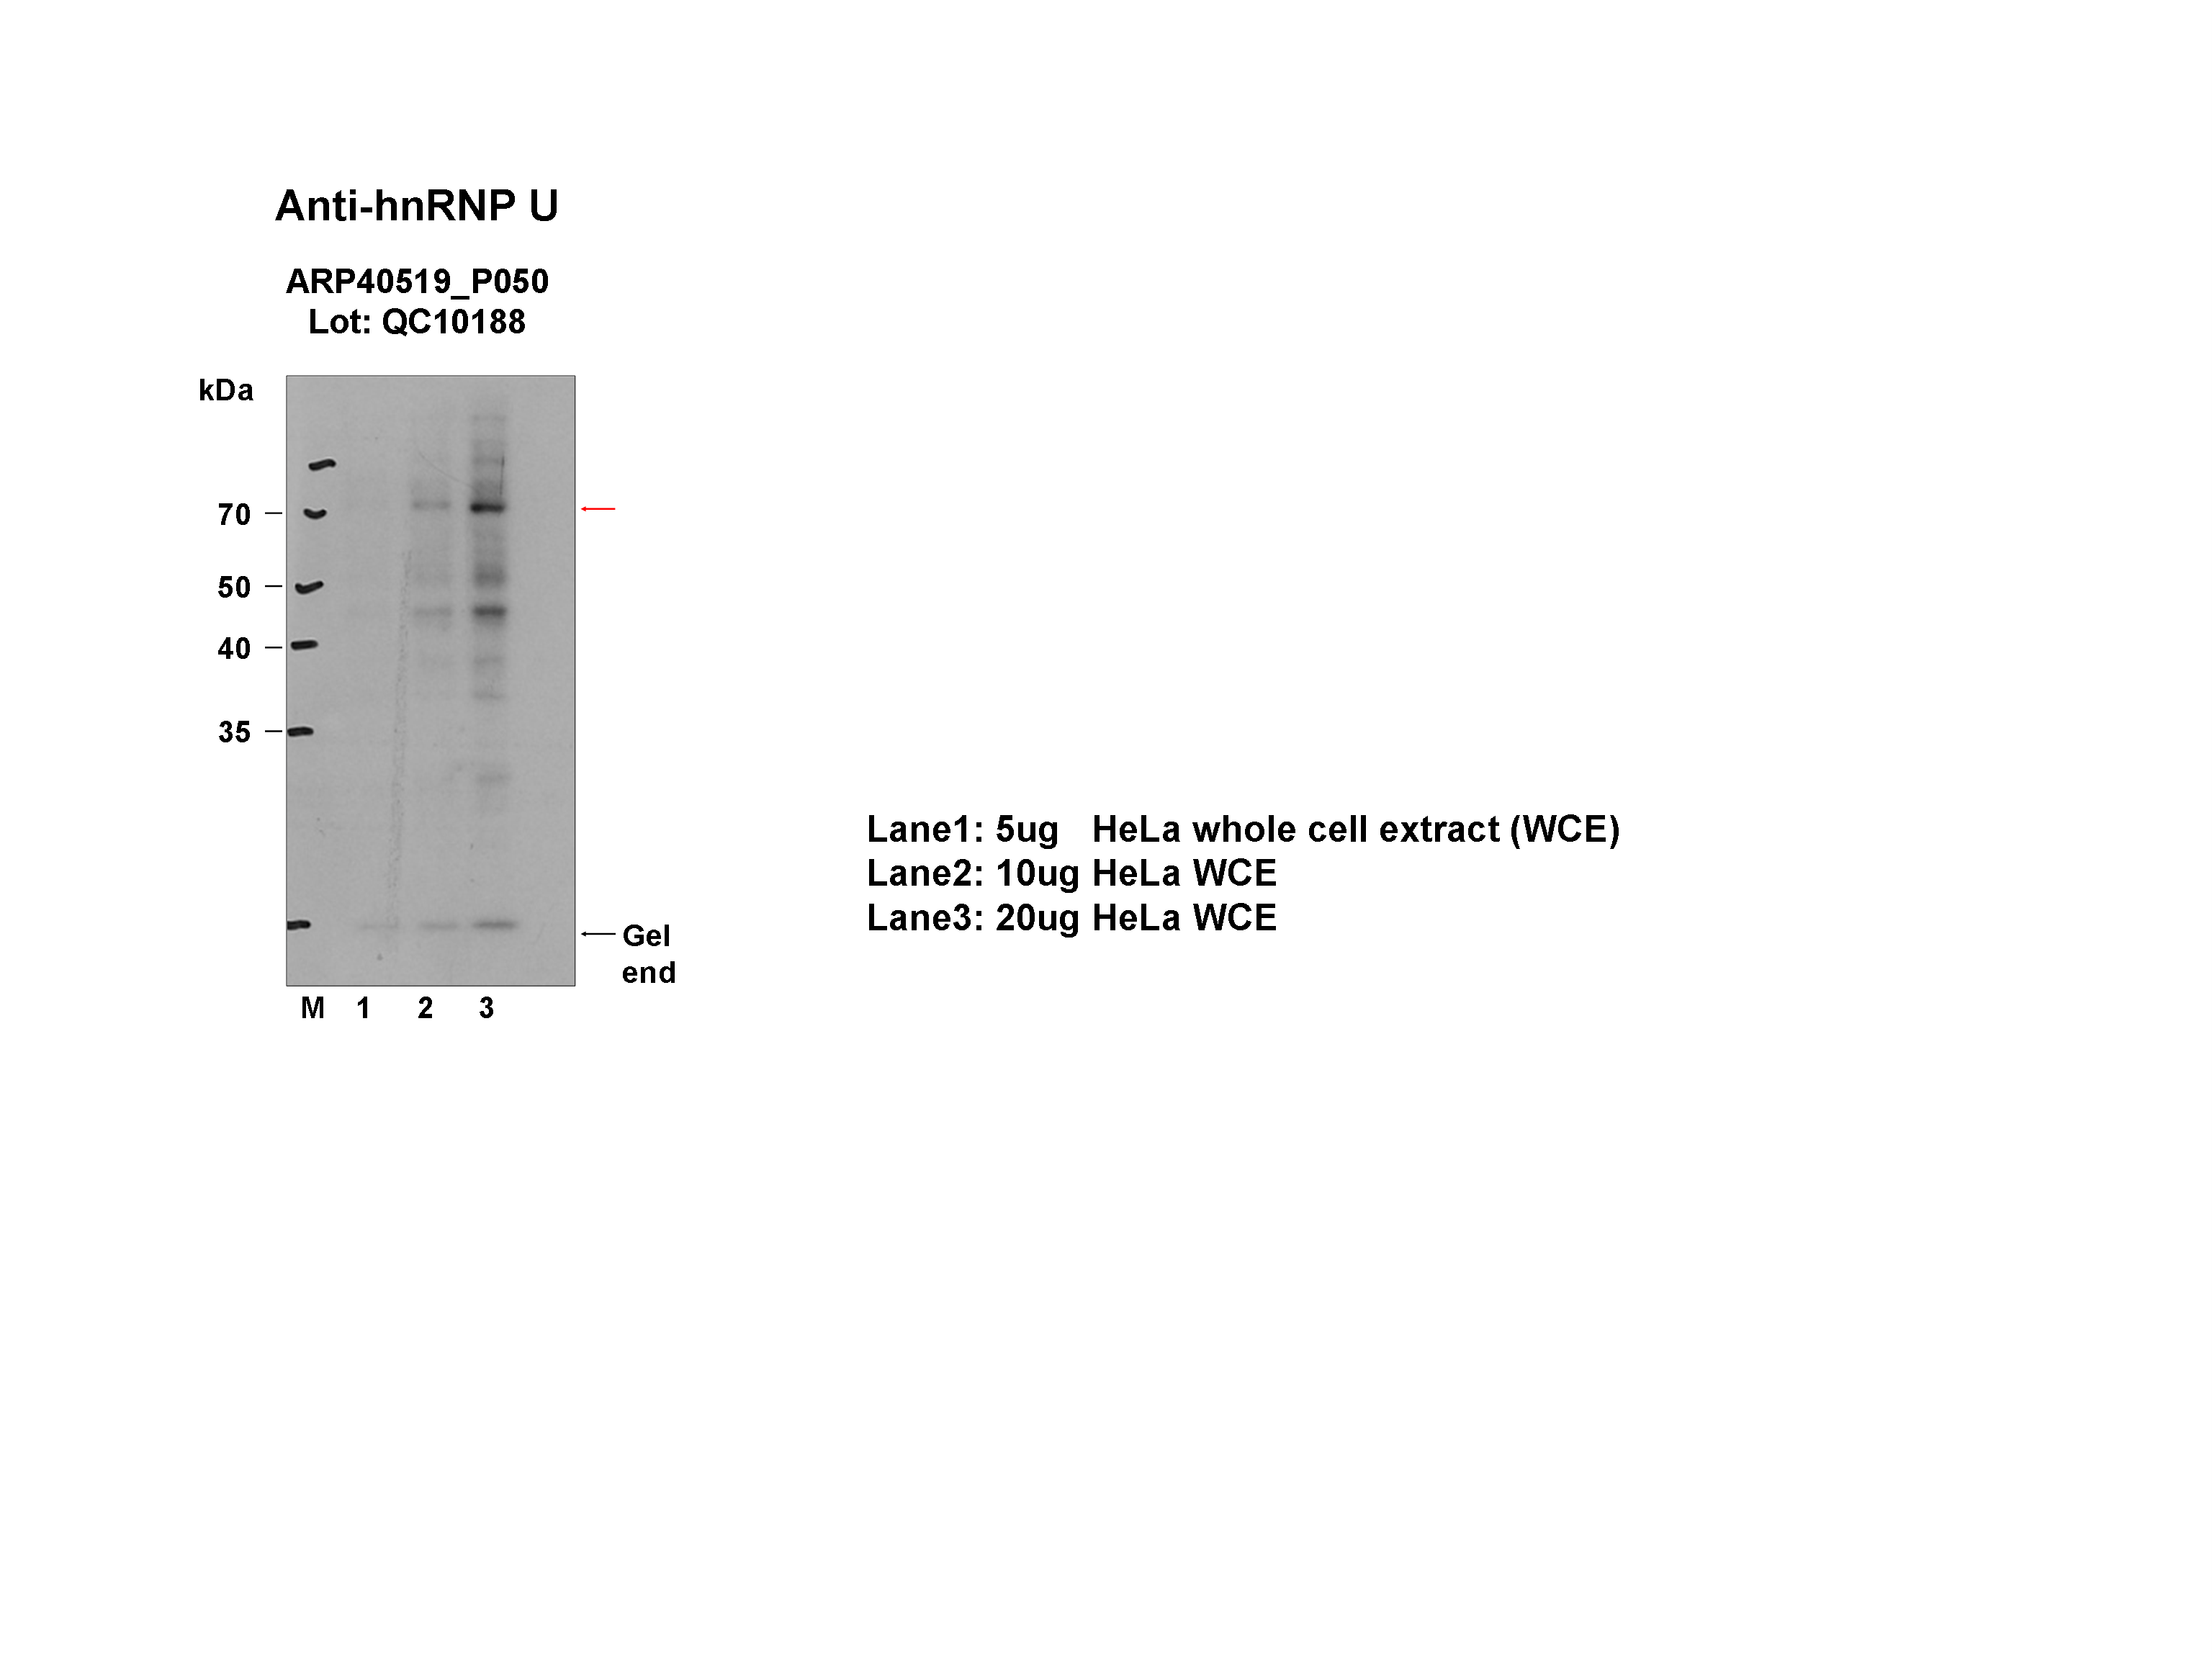 Anti-hnRNP U
ARP40519_P050
Lot: QC10188
kDa
70
50
40
35
Gel
end
M 1 2 3
Lane1: 5ug HeLa whole cell extract (WCE)
Lane2: 10ug HeLa WCE
Lane3: 20ug HeLa WCE